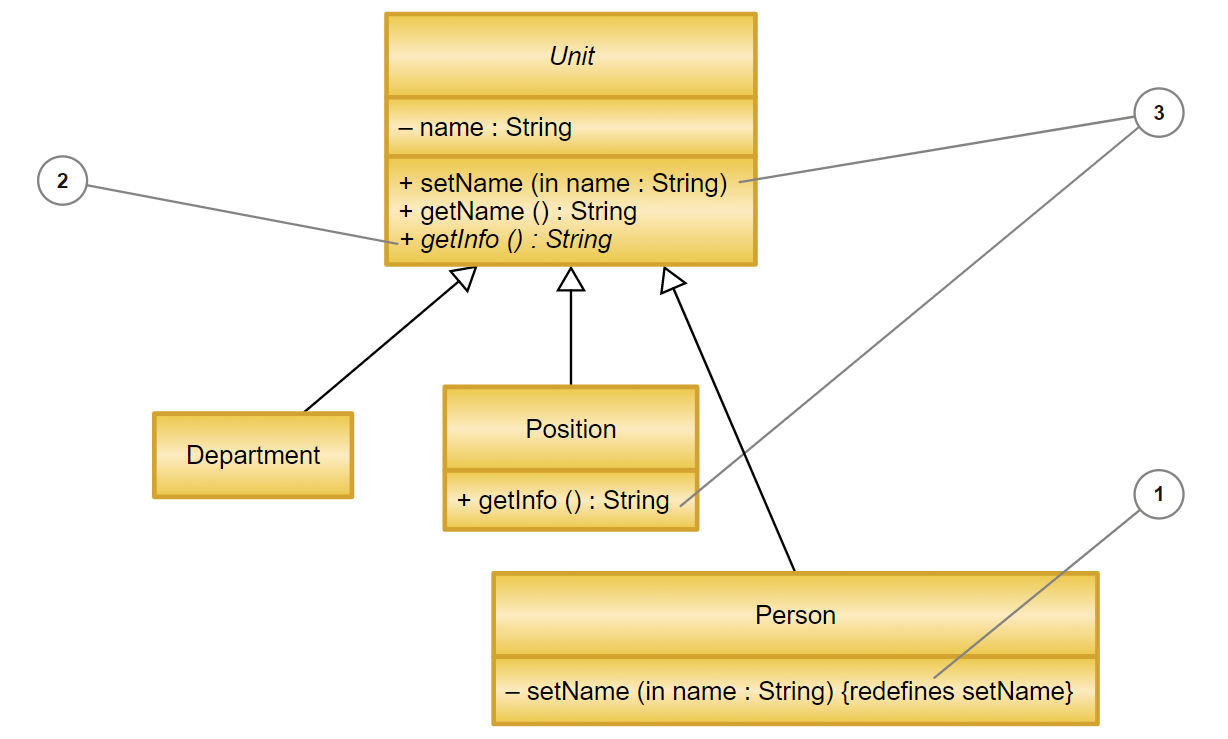 Unit
– name : String
3
2
+ setName (in name : String)
+ getName () : String
+ getInfo () : String
Department
Position
+ getInfo () : String
1
Person
– setName (in name : String) {redefines setName}